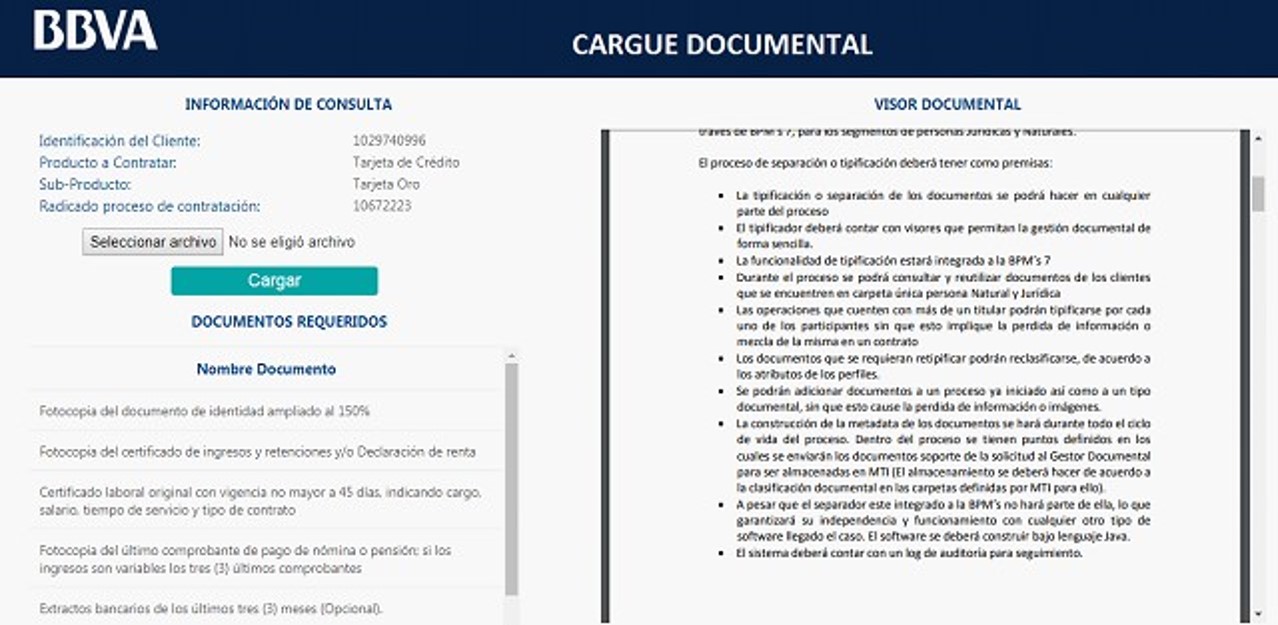 BBVA
CARGUE DOCUMENTAL
INFORMACIÓN DE CONSULTA
Identificación del Cliente: 1029740996
Producto a Contratar: Tarjeta de Crédito
Sub-Producto: Tarjeta Oro
Radicado proceso de contratación: 10672223
Seleccionar archivo No se eligió archivo
Cargar
DOCUMENTOS REQUERIDOS
Nombre Documento
Fotocopia del documento de identidad ampliado al 150%
Fotocopia del certificado de ingresos y retenciones y/o Declaración de renta
Certificado laboral original con vigencia no mayor a 45 días, indicando cargo,
salario, tiempo de servicio y tipo de contrato
Fotocopia del último comprobante de pago de nómina o pensión; si los
ingresos son variables los tres (3) últimos comprobantes
Extractos bancarios de los últimos tres (3) meses (Opcional).
VISOR DOCUMENTAL
través de BPM's 7, para los segmentos de personas Jurídicas y Naturales.
El proceso de separación o tipificación deberá tener como premisas:
• La tipificación o separación de los documentos se podrá hacer en cualquier
parte del proceso
• El tipificador deberá contar con visores que permitan la gestión documental de
forma sencilla.
• La funcionalidad de tipificación estará integrada a la BPM's 7
• Durante el proceso se podrá consultar y reutilizar documentos de los clientes
que se encuentren en carpeta única persona Natural y Jurídica
• Las operaciones que cuenten con más de un titular podrán tipificarse por cada
uno de los participantes sin que esto implique la perdida de información o
mezcla de la misma en un contrato
• Los documentos que se requieran retipificar podrán reclasificarse, de acuerdo a
los atributos de los perfiles.
• Se podrán adicionar documentos a un proceso ya iniciado así como a un tipo
documental, sin que esto cause la perdida de información o imágenes.
• La construcción de la metadata de los documentos se hará durante todo el ciclo
de vida del proceso. Dentro del proceso se tienen puntos definidos en los
cuales se enviarán los documentos soporte de la solicitud al Gestor Documental
para ser almacenadas en MTI (El almacenamiento se deberá hacer de acuerdo a
la clasificación documental en las carpetas definidas por MTI para ello).
• A pesar que el separador este integrado a la BPM's no hará parte de ella, lo que
garantizará su independencia y funcionamiento con cualquier otro tipo de
software llegado el caso. El software se deberá construir bajo lenguaje Java.
• El sistema deberá contar con un log de auditoría para seguimiento.